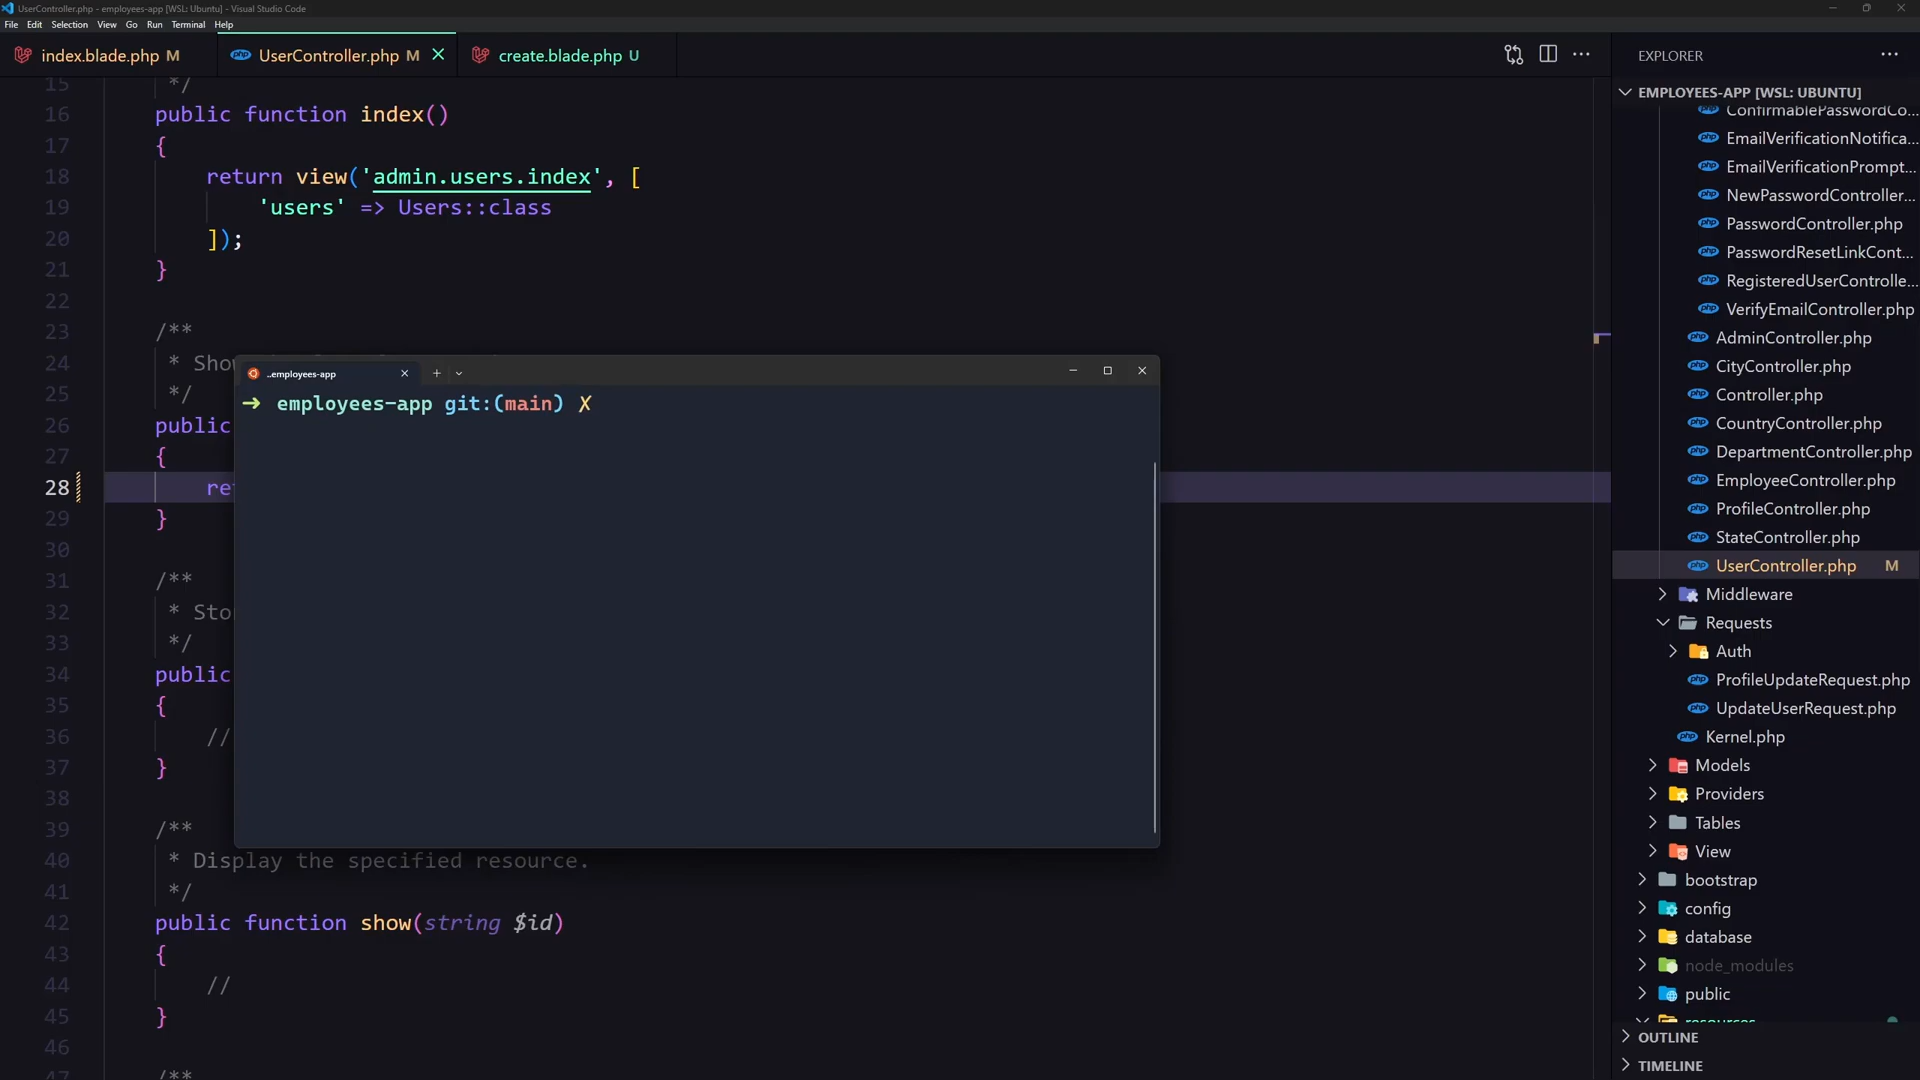 UserController.php - employees-app [WSL: Ubuntu] - Visual Studio Code
File Edit Selection View Go Run Terminal Help
index.blade.php M
UserController.php M
create.blade.php U
15 */
16 public function index()
17 {
18 return view('admin.users.index', [
19 'users' => Users::class
20 ]);
21 }
22
23 /**
24 * Sho
25 */
26 public
27 {
28 ret
29 }
30
31 /**
32 * Sto
33 */
34 public
35 {
36 //
37 }
38
39 /**
40 * Display the specified resource.
41 */
42 public function show(string $id)
43 {
44 //
45 }
46
47 /**
..employees-app
➜ employees-app git:(main) ✗
EXPLORER
EMPLOYEES-APP [WSL: UBUNTU]
ConfirmablePasswordCo...
EmailVerificationNotifica...
EmailVerificationPrompt...
NewPasswordController...
PasswordController.php
PasswordResetLinkCont...
RegisteredUserControlle...
VerifyEmailController.php
AdminController.php
CityController.php
Controller.php
CountryController.php
DepartmentController.php
EmployeeController.php
ProfileController.php
StateController.php
UserController.php M
Middleware
Requests
Auth
ProfileUpdateRequest.php
UpdateUserRequest.php
Kernel.php
Models
Providers
Tables
View
bootstrap
config
database
node_modules
public
resources
OUTLINE
TIMELINE